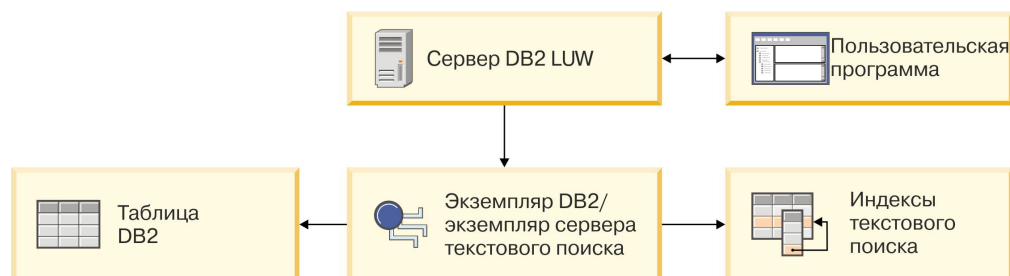 Сервер DB2 LUW
Пользовательская
программа
Таблица
DB2
Экземпляр DB2/
экземпляр сервера
текстового поиска
Индексы
текстового
поиска